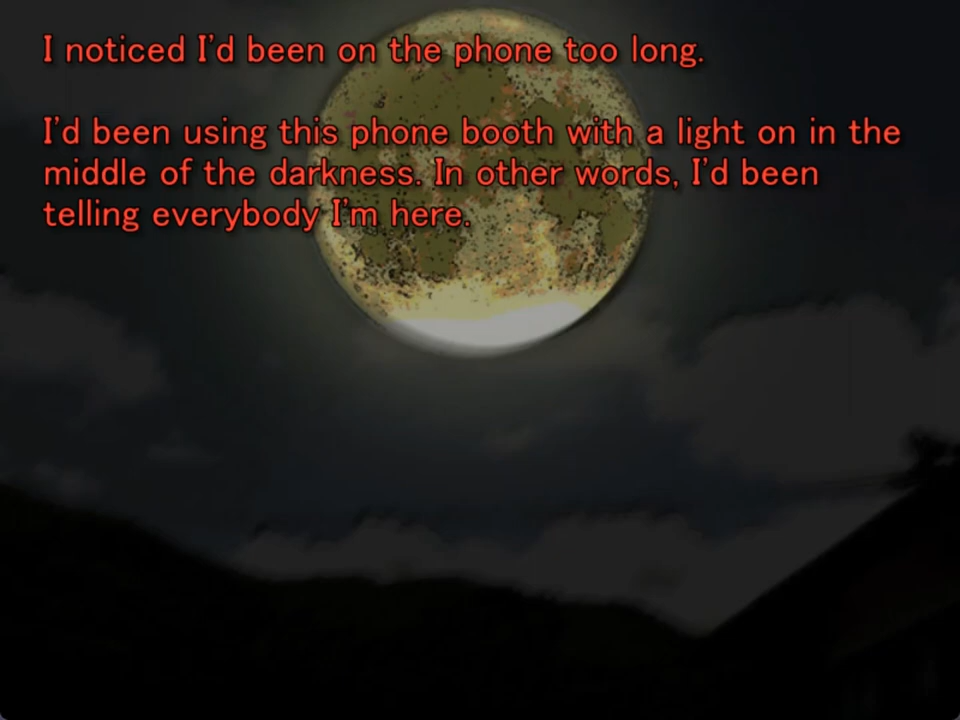 I noticed I'd been on the phone too long.
I'd been using this phone booth with a light on in the
middle of the darkness. In other words, I'd been
telling everybody I'm here.